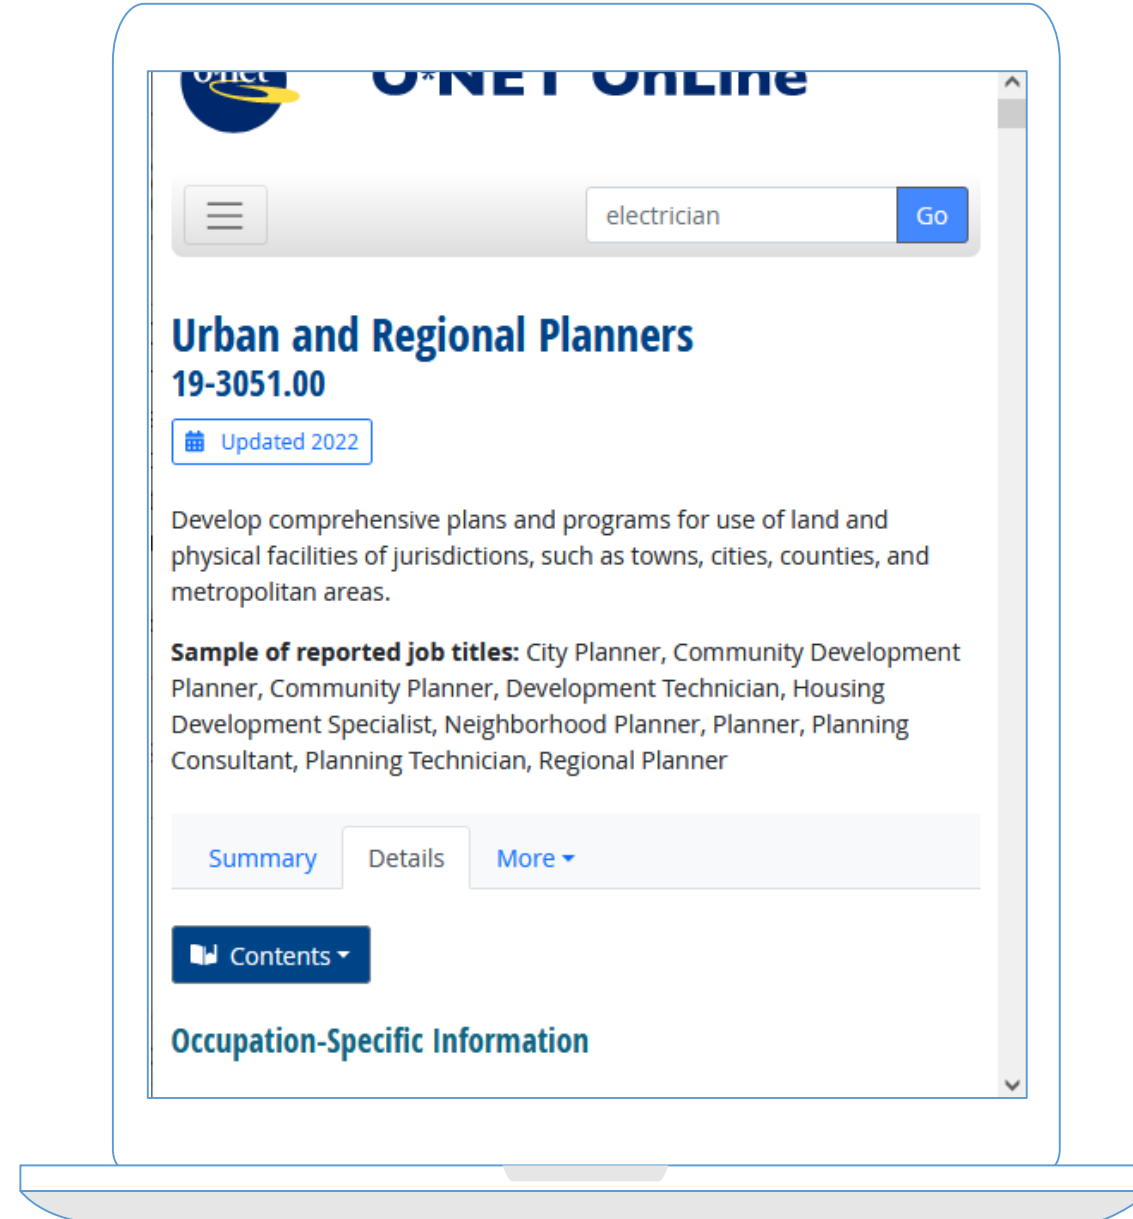 o·net
O*NET OnLine
electrician
Go
Urban and Regional Planners
19-3051.00
Updated 2022
Develop comprehensive plans and programs for use of land and
physical facilities of jurisdictions, such as towns, cities, counties, and
metropolitan areas.
Sample of reported job titles: City Planner, Community Development
Planner, Community Planner, Development Technician, Housing
Development Specialist, Neighborhood Planner, Planner, Planning
Consultant, Planning Technician, Regional Planner
Summary
Details
More
Contents
Occupation-Specific Information